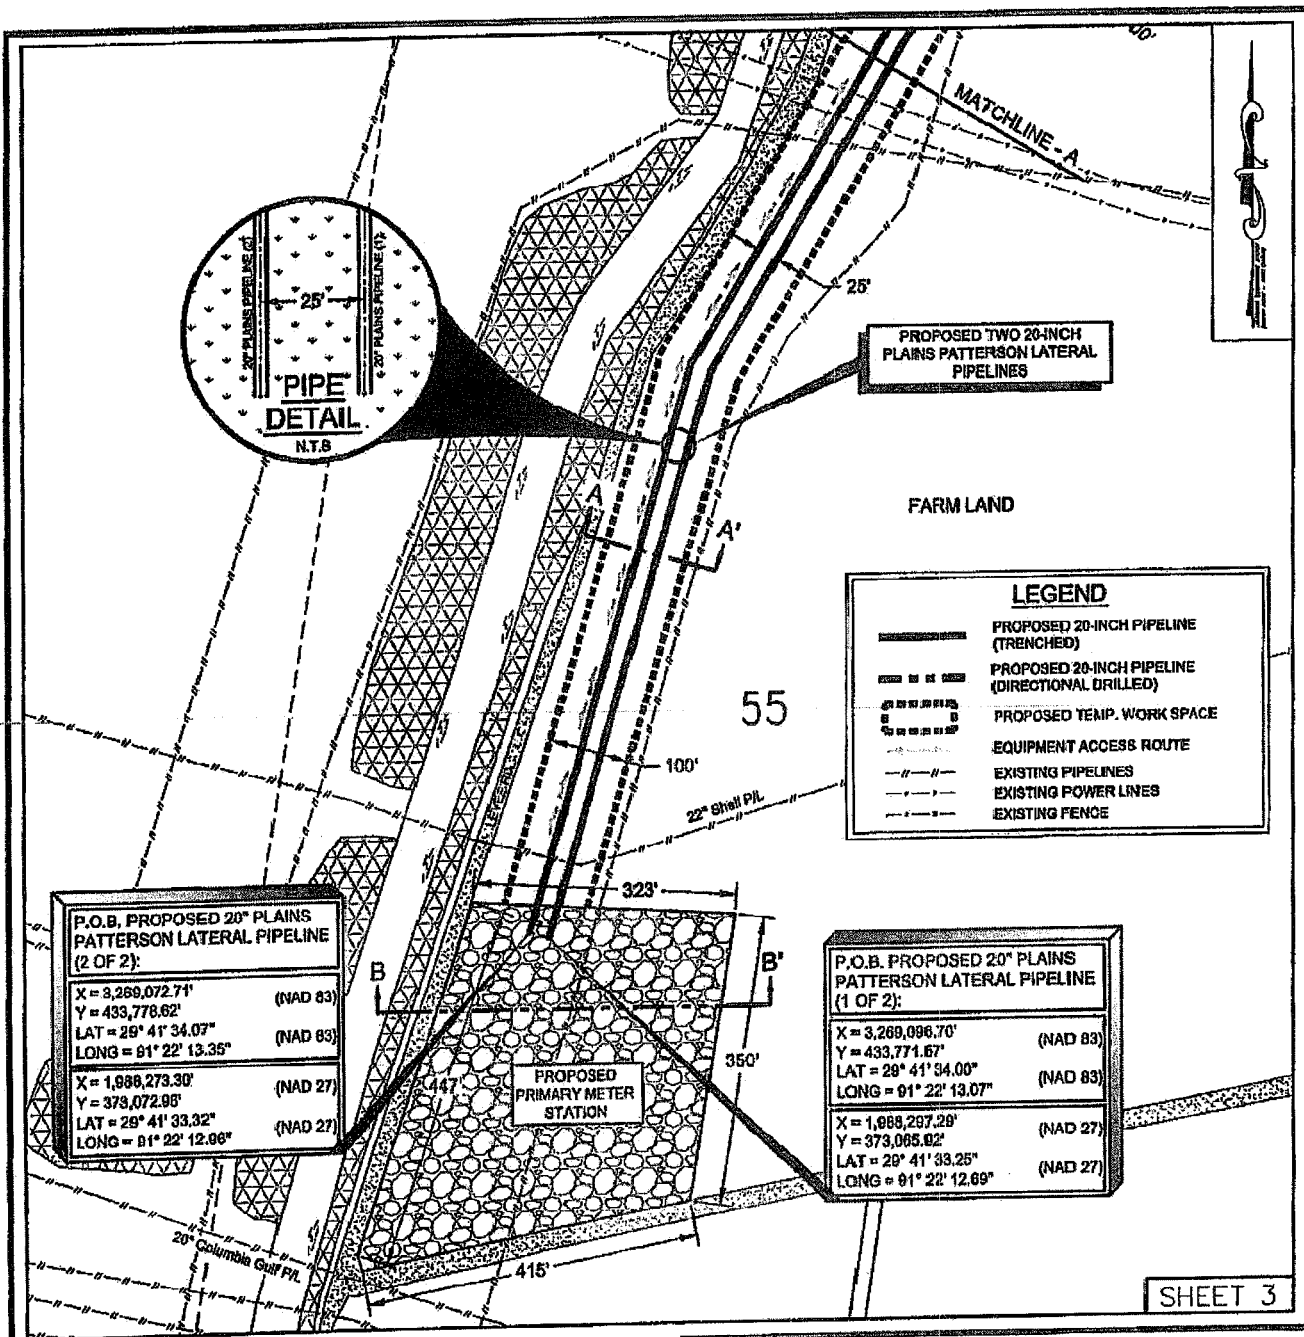 00'
MATCHLINE - A
20" PLAINS PIPELINE (2)
20" PLAINS PIPELINE (1)
25'
PIPE
DETAIL
N.T.S
25'
PROPOSED TWO 20-INCH
PLAINS PATTERSON LATERAL
PIPELINES
A
A'
FARM LAND
LEGEND
PROPOSED 20-INCH PIPELINE
(TRENCHED)
PROPOSED 20-INCH PIPELINE
(DIRECTIONAL DRILLED)
PROPOSED TEMP. WORK SPACE
EQUIPMENT ACCESS ROUTE
EXISTING PIPELINES
EXISTING POWER LINES
EXISTING FENCE
55
100'
LEVEE RD.
22" Shell P/L
323'
P.O.B. PROPOSED 20" PLAINS
PATTERSON LATERAL PIPELINE
(2 OF 2):
X = 3,269,072.71' (NAD 83)
Y = 433,778.62'
LAT = 29° 41' 34.07" (NAD 83)
LONG = 91° 22' 13.35"
X = 1,988,273.30' (NAD 27)
Y = 373,072.98'
LAT = 29° 41' 33.32" (NAD 27)
LONG = 91° 22' 12.96"
B
B'
P.O.B. PROPOSED 20" PLAINS
PATTERSON LATERAL PIPELINE
(1 OF 2):
X = 3,269,096.70' (NAD 83)
Y = 433,771.57'
LAT = 29° 41' 34.00" (NAD 83)
LONG = 91° 22' 13.07"
X = 1,988,297.29' (NAD 27)
Y = 373,065.92'
LAT = 29° 41' 33.25" (NAD 27)
LONG = 91° 22' 12.69"
447'
PROPOSED
PRIMARY METER
STATION
350'
20" Columbia Gulf P/L
415'
SHEET 3